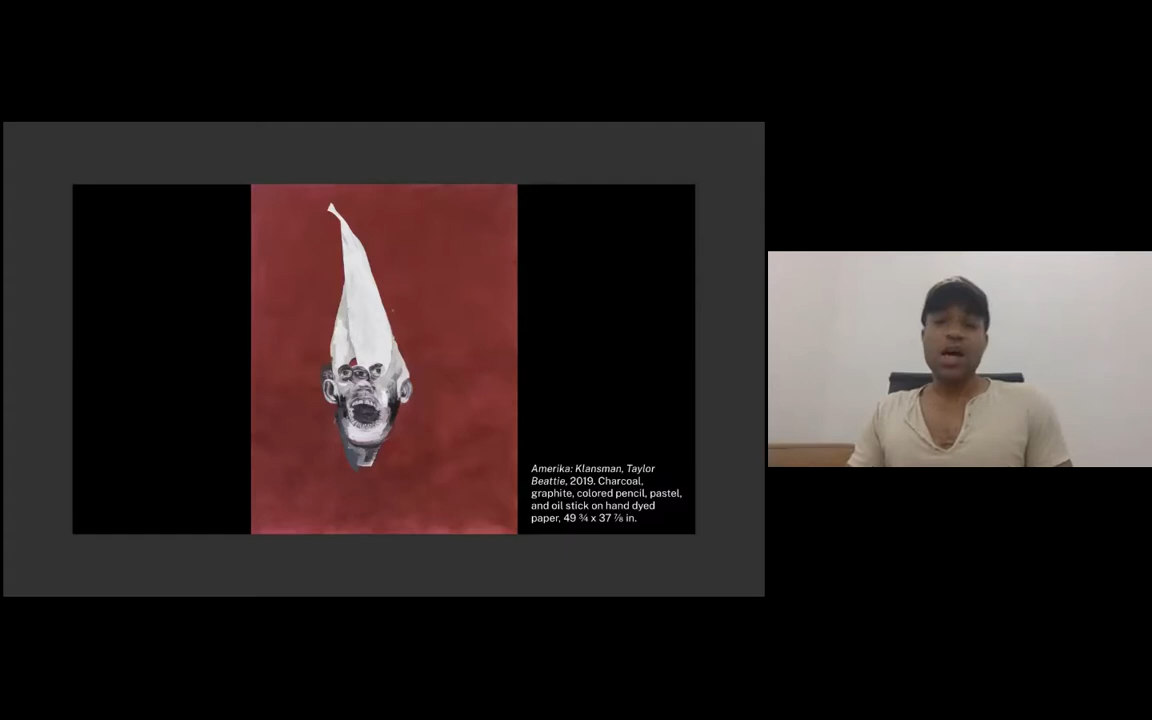 Amerika: Klansman, Taylor
Beattie, 2019. Charcoal,
graphite, colored pencil, pastel,
and oil stick on hand dyed
paper, 49 ¾ x 37 ⅞ in.